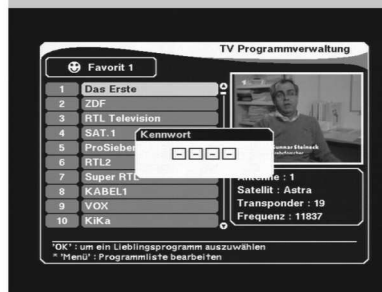 TV Programmverwaltung
Favorit 1
1 Das Erste
2 ZDF
3 RTL Television
4 SAT.1
5 ProSieben
6 RTL2
7 Super RTL
8 KABEL1
9 VOX
10 KiKa
Kennwort
- - - -
Antenne : 1
Satellit : Astra
Transponder : 19
Frequenz : 11837
'OK' : um ein Lieblingsprogramm auszuwählen
* 'Menü' : Programmliste bearbeiten